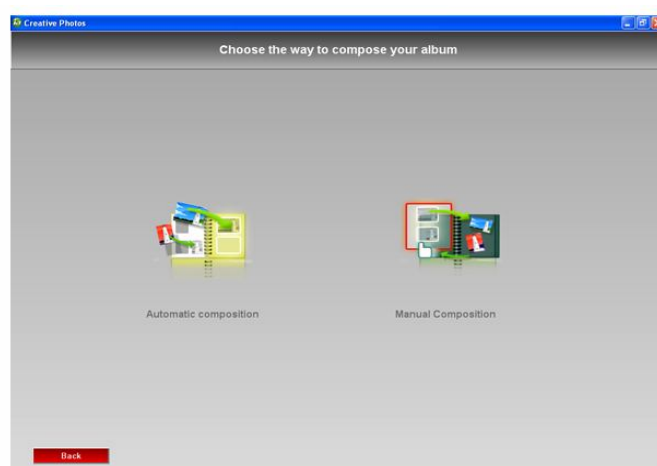 Creative Photos
Choose the way to compose your album
Automatic composition
Manual Composition
Back